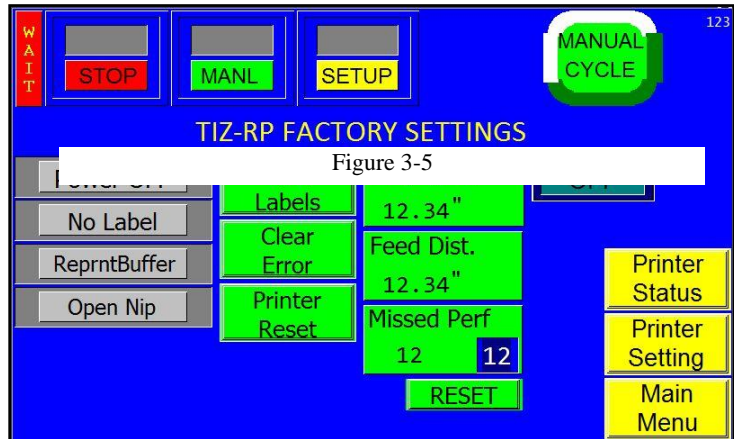 WAIT
STOP
MANL
SETUP
MANUAL
CYCLE
123
TIZ-RP FACTORY SETTINGS
Figure 3-5
Labels
12.34"
No Label
Clear
Error
Feed Dist.
12.34"
ReprntBuffer
Printer
Status
Open Nip
Printer
Reset
Missed Perf
12
12
Printer
Setting
RESET
Main
Menu